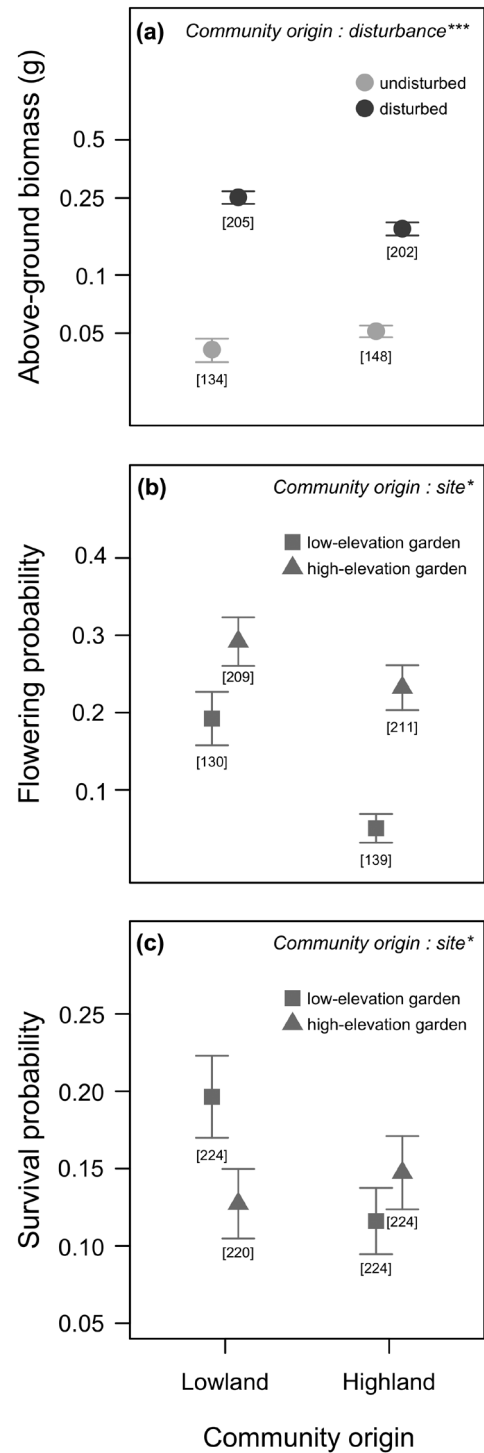 (a) Community origin : disturbance***
undisturbed
disturbed
Above-ground biomass (g)
0.5
0.25
0.1
0.05
[205]
[202]
[134]
[148]
(b) Community origin : site*
low-elevation garden
high-elevation garden
Flowering probability
0.4
0.3
0.2
0.1
[209]
[130]
[211]
[139]
(c) Community origin : site*
low-elevation garden
high-elevation garden
Survival probability
0.25
0.20
0.15
0.10
0.05
[224]
[220]
[224]
[224]
Lowland Highland
Community origin